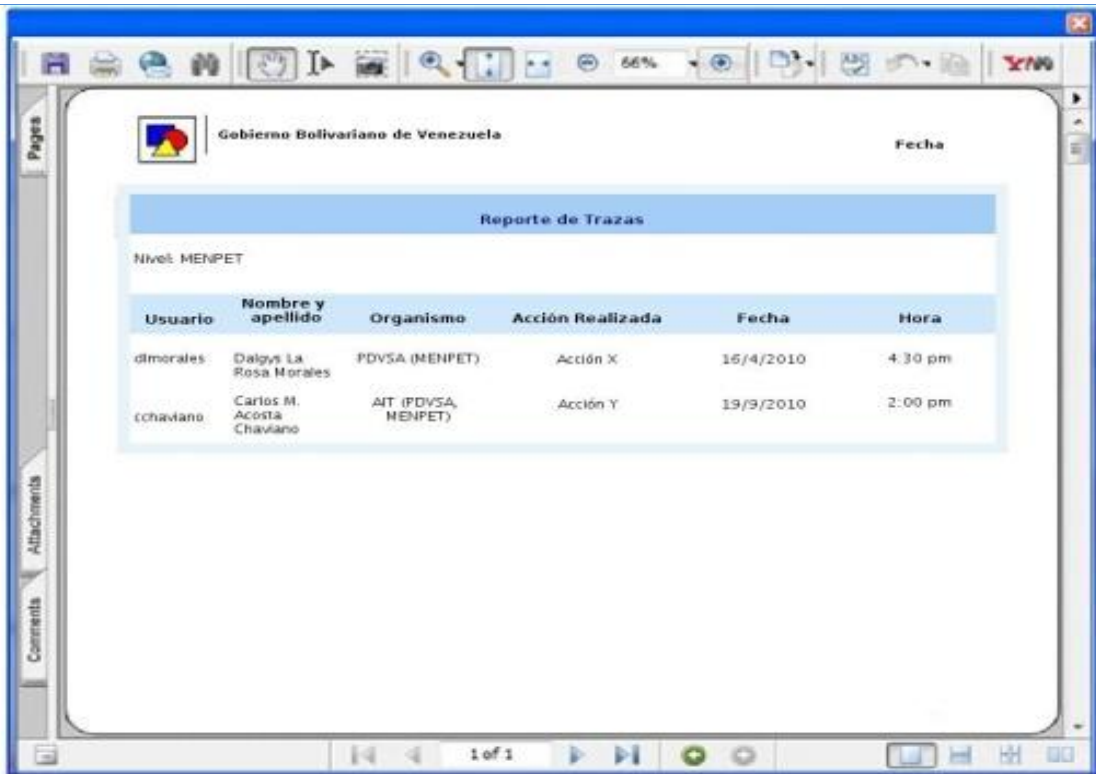 66%
Pages
Gobierno Bolivariano de Venezuela
Fecha
Reporte de Trazas
Nivel: MENPET
Usuario Nombre y apellido Organismo Acción Realizada Fecha Hora
dlmorales Dalgys La PDVSA (MENPET) Acción X 16/4/2010 4:30 pm
Rosa Morales
Carlos M. AIT (PDVSA, Acción Y 19/9/2010 2:00 pm
cchaviano Acosta MENPET)
Chaviano
Attachments
Comments
1 of 1